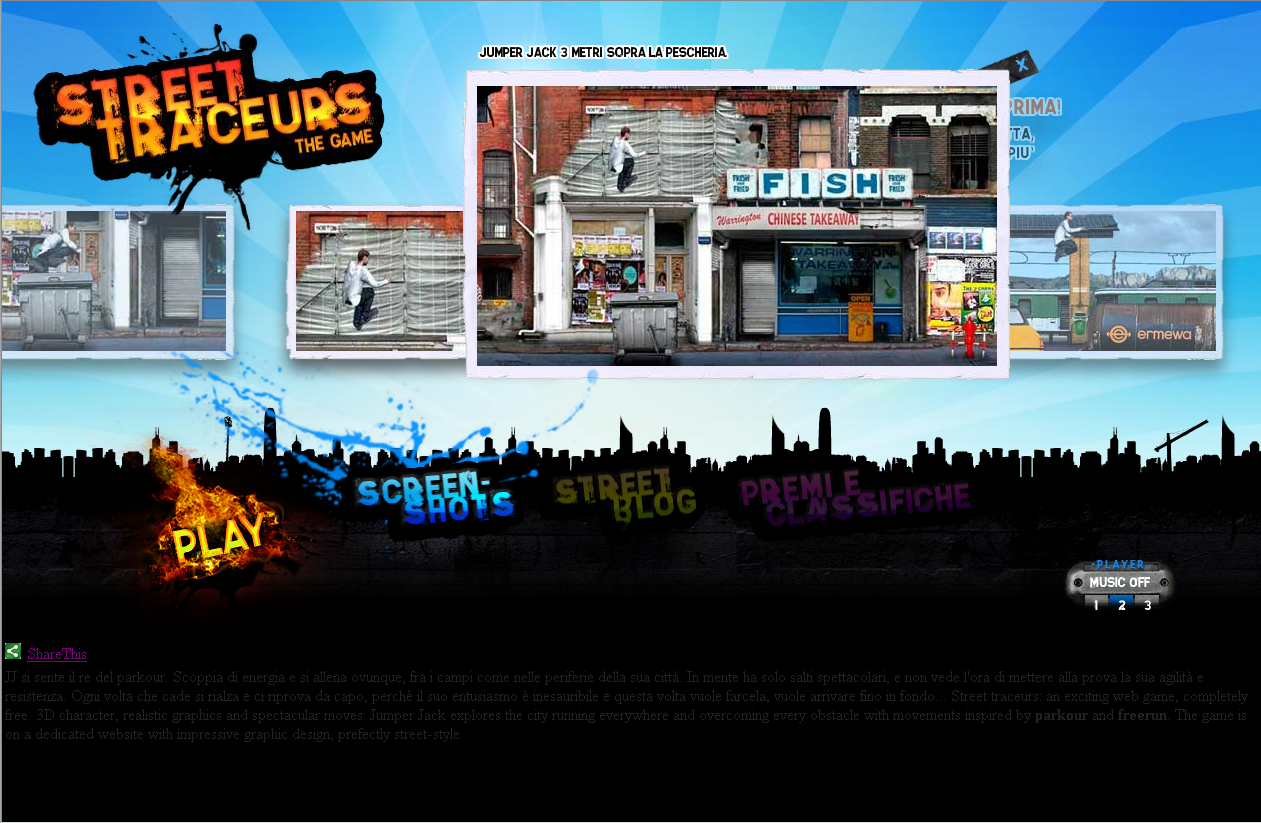 STREET
TRACEURS
THE GAME
JUMPER JACK 3 METRI SOPRA LA PESCHERIA
X
PRIMA!
TTA,
PIU'
FRISH
FRIED
FISH
FRISH
FRIED
Warrington CHINESE TAKEAWAY
WARRINGTON
TAKEAWAY
OPEN
ermewa
SCREEN-
SHOTS
STREET
BLOG
PREMI E
CLASSIFICHE
PLAY
PLAYER
MUSIC OFF
1 2 3
ShareThis
JJ si sente il re del parkour. Scoppia di energia e si allena ovunque, fra i campi come nelle periferie della sua città. In mente ha solo salti spettacolari, e non vede l'ora di mettere alla prova la sua agilità e
resistenza. Ogni volta che cade si rialza e ci riprova da capo, perchè il suo entusiasmo è inesauribile e questa volta vuole farcela, vuole arrivare fino in fondo... Street traceurs: an exciting web game, completely
free. 3D character, realistic graphics and spectacular moves: Jumper Jack explores the city running everywhere and overcoming every obstacle with movements inspired by parkour and freerun. The game is
on a dedicated website with impressive graphic design, prefectly street-style.